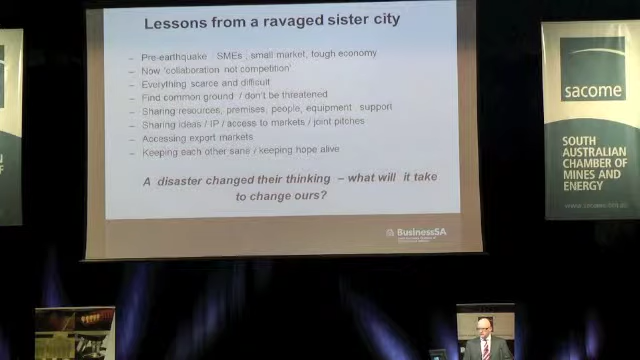 Lessons from a ravaged sister city
– Pre-earthquake : SMEs , small market, tough economy
– Now 'collaboration not competition'
– Everything scarce and difficult
– Find common ground / don't be threatened
– Sharing resources, premises, people, equipment, support
– Sharing ideas / IP / access to markets / joint pitches
– Accessing export markets
– Keeping each other sane / keeping hope alive
A disaster changed their thinking – what will it take
to change ours?
BusinessSA
sacome
SOUTH
AUSTRALIAN
CHAMBER OF
MINES AND
ENERGY